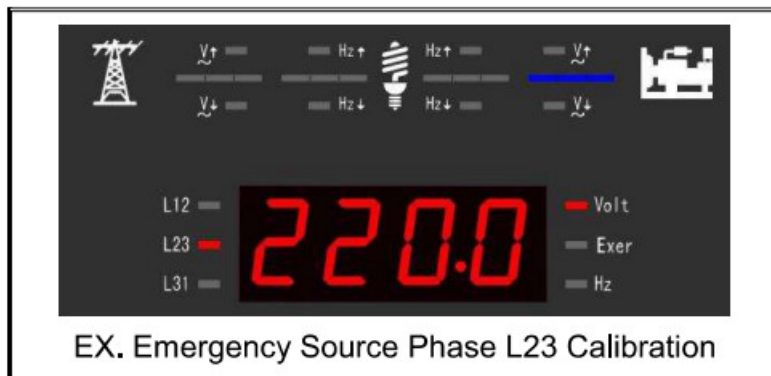 V↑ Hz↑ Hz↑ V↑
V↓ Hz↓ Hz↓ V↓
L12 Volt
L23 220.0 Exer
L31 Hz
EX. Emergency Source Phase L23 Calibration